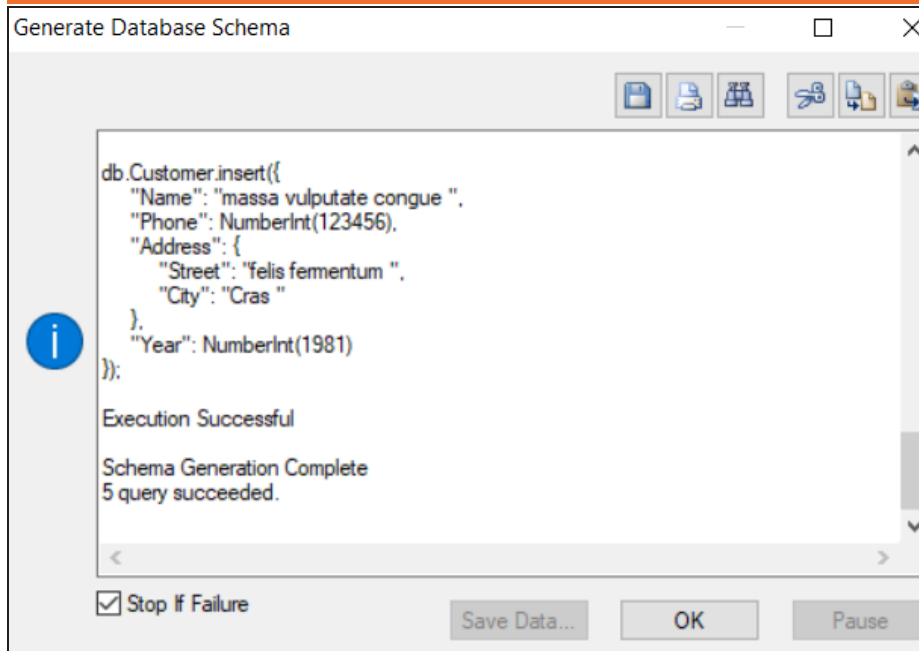 Generate Database Schema
db.Customer.insert({
"Name": "massa vulputate congue ",
"Phone": NumberInt(123456),
"Address": {
"Street": "felis fermentum ",
"City": "Cras "
},
"Year": NumberInt(1981)
});
Execution Successful
Schema Generation Complete
5 query succeeded.
Stop If Failure
Save Data...
OK
Pause